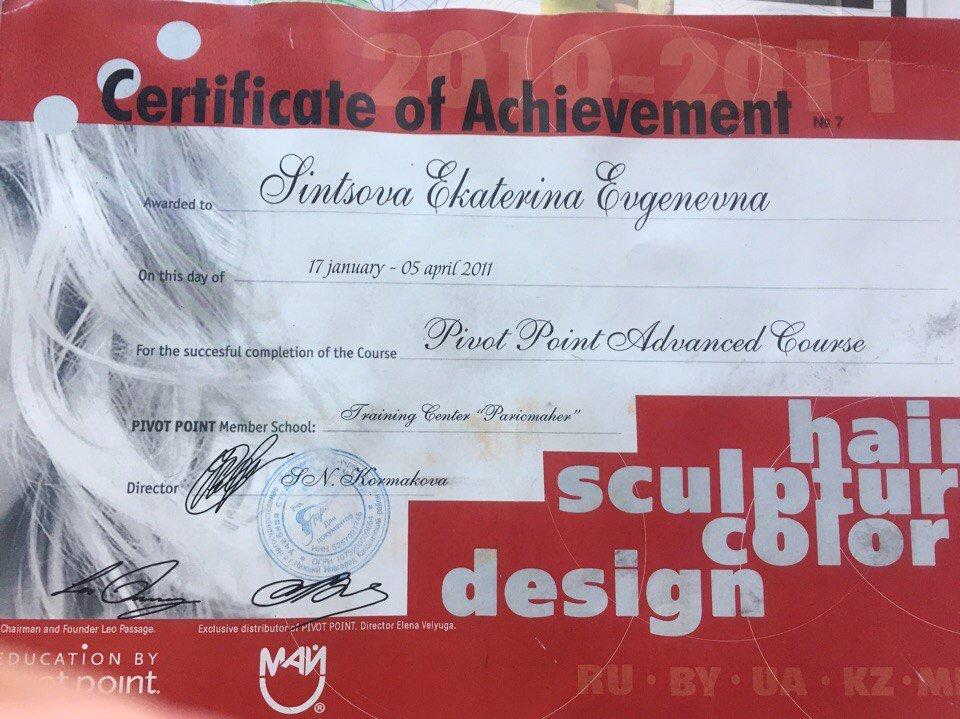 2010-2011
Certificate of Achievement № 7
Awarded to Sintsova Ekaterina Evgenevna
On this day of 17 january - 05 april 2011
For the succesful completion of the Course Pivot Point Advanced Course
PIVOT POINT Member School: Training Center "Paricmaher"
Director S.N. Kormakova
Для документов
hair
sculptur
color
design
Chairman and Founder Leo Passage.
Exclusive distributor of PIVOT POINT. Director Elena Velyuga.
EDUCATION BY
pivot point.
МАЙ
®
RU · BY · UA · KZ · M